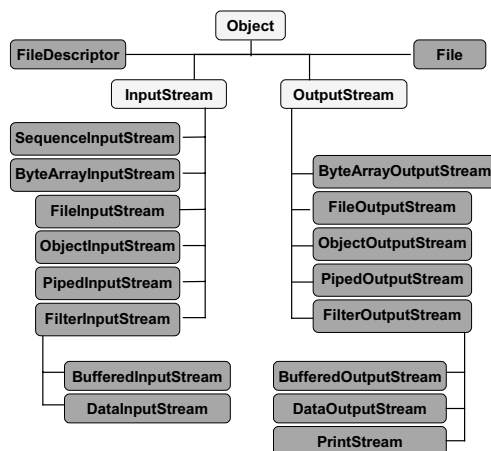 Object
FileDescriptor
File
InputStream
OutputStream
SequenceInputStream
ByteArrayInputStream
FileInputStream
ObjectInputStream
PipedInputStream
FilterInputStream
BufferedInputStream
DataInputStream
ByteArrayOutputStream
FileOutputStream
ObjectOutputStream
PipedOutputStream
FilterOutputStream
BufferedOutputStream
DataOutputStream
PrintStream